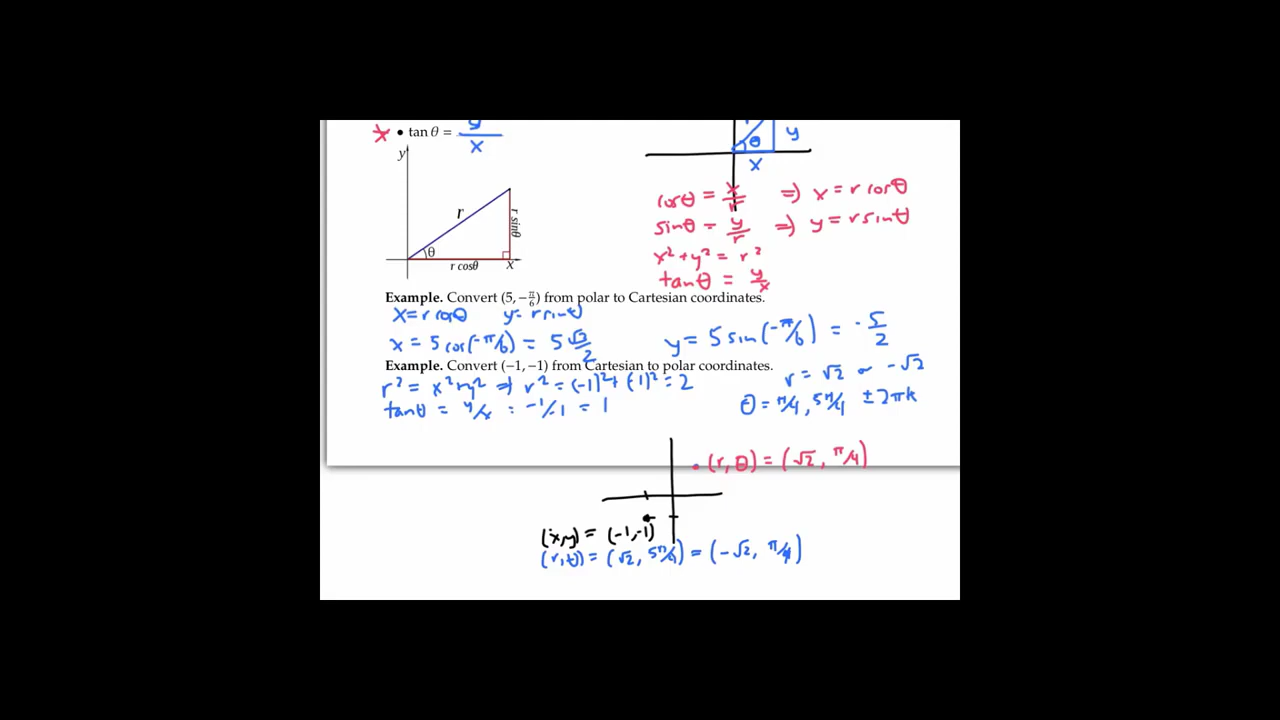 * • tan θ = y/x
y
r
θ
r sinθ
r cosθ
x
θ
y
x
cosθ = x/r ⇒ x = r cosθ
sinθ = y/r ⇒ y = r sinθ
x² + y² = r²
tanθ = y/x
Example. Convert (5, −π/6) from polar to Cartesian coordinates.
x = r cosθ y = r sinθ
x = 5 cos(-π/6) = 5 √3/2 y = 5 sin(-π/6) = -5/2
Example. Convert (−1, −1) from Cartesian to polar coordinates.
r² = x² + y² ⇒ r² = (-1)² + (-1)² = 2 r = √2 or -√2
tanθ = y/x = -1/-1 = 1 θ = π/4, 5π/4 ± 2πk
(r, θ) = (√2, π/4)
(x,y) = (-1,-1)
(r,θ) = (√2, 5π/4) = (-√2, π/4)